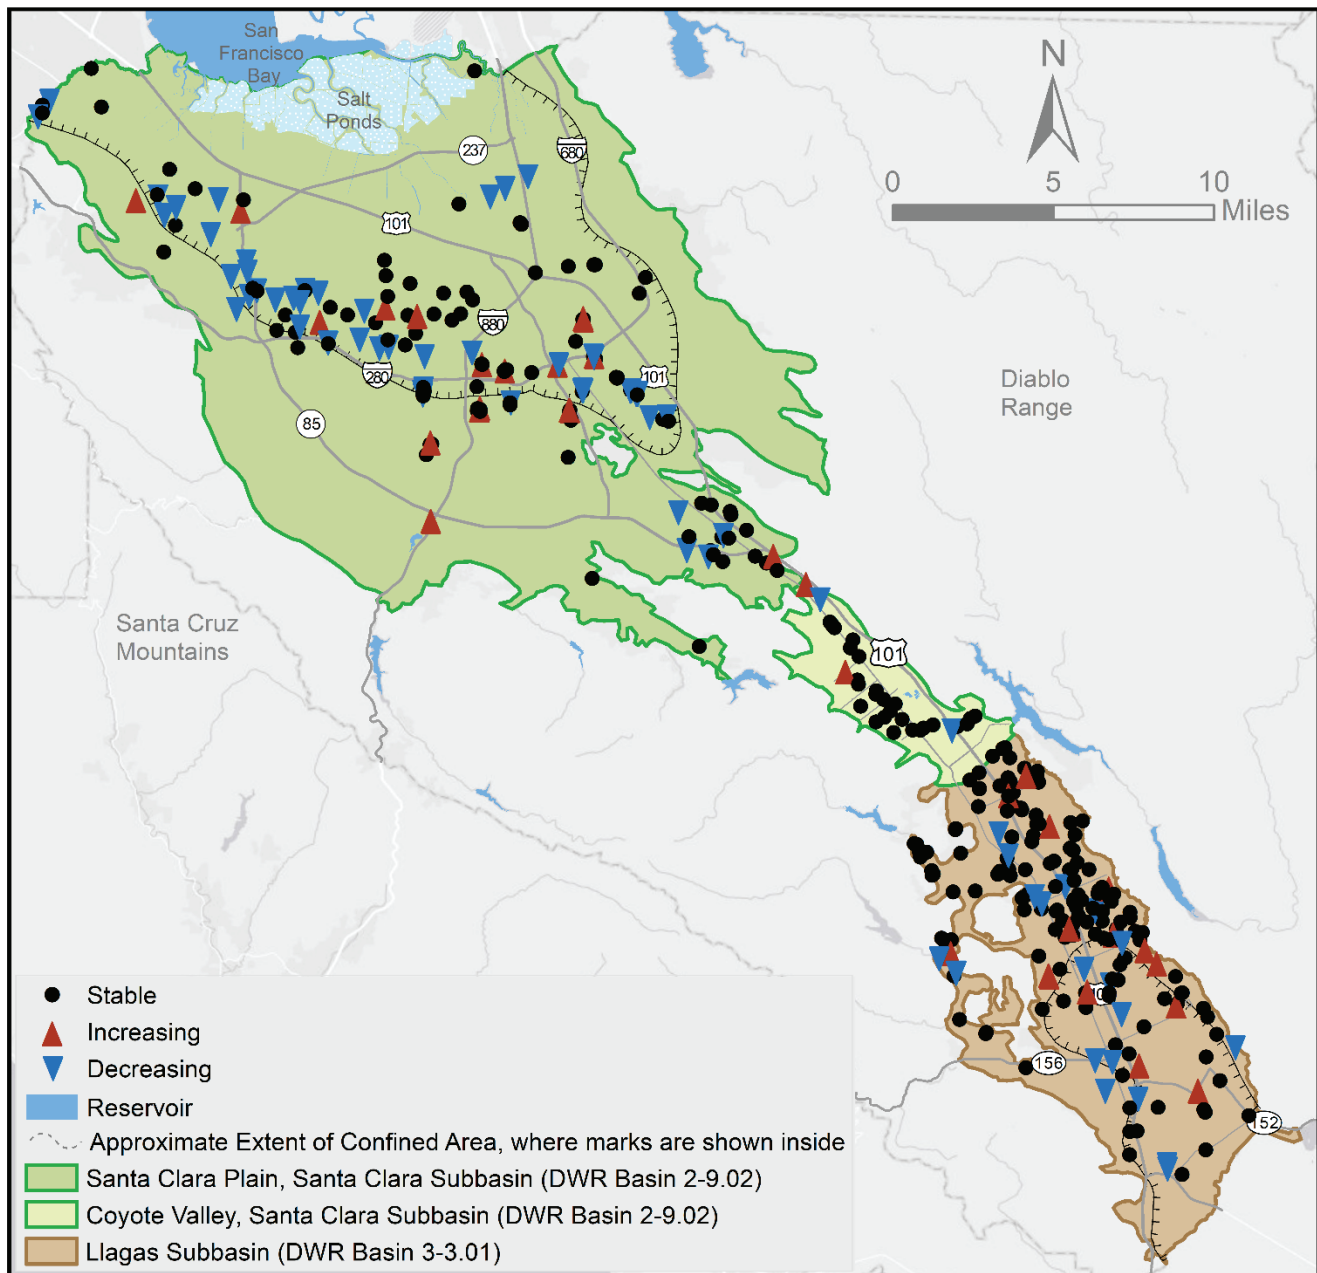 San
Francisco
Bay
Salt
Ponds
N
237
680
0 5 10
Miles
101
880
280
101
Diablo
Range
85
Santa Cruz
Mountains
101
10
156
152
Stable
Increasing
Decreasing
Reservoir
Approximate Extent of Confined Area, where marks are shown inside
Santa Clara Plain, Santa Clara Subbasin (DWR Basin 2-9.02)
Coyote Valley, Santa Clara Subbasin (DWR Basin 2-9.02)
Llagas Subbasin (DWR Basin 3-3.01)